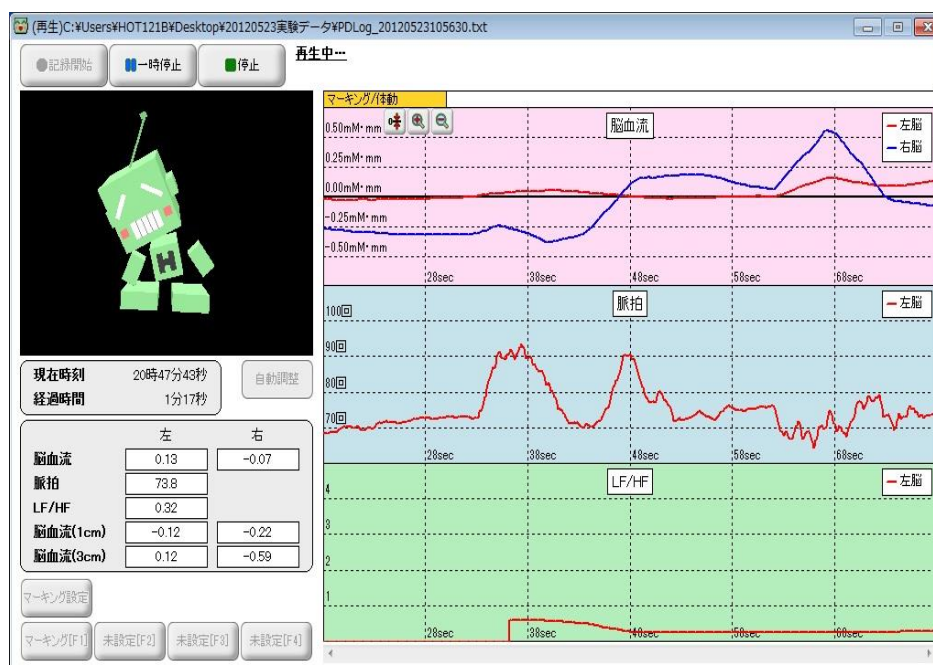 (再生)C:¥Users¥HOT121B¥Desktop¥20120523実験データ¥PDLog_20120523105630.txt
記録開始
一時停止
停止
再生中…
マーキング/体動
脳血流
左脳
右脳
0.50mM・mm
0.25mM・mm
0.00mM・mm
-0.25mM・mm
-0.50mM・mm
28sec 38sec 48sec 58sec 68sec
H
脈拍
左脳
100回
90回
80回
70回
28sec 38sec 48sec 58sec 68sec
現在時刻 20時47分43秒
経過時間 1分17秒
自動調整
左 右
脳血流 0.13 -0.07
脈拍 73.8
LF/HF 0.32
脳血流(1cm) -0.12 -0.22
脳血流(3cm) 0.12 -0.59
LF/HF
左脳
4
3
2
1
28sec 38sec 48sec 58sec 68sec
マーキング設定
マーキング[F1] 未設定[F2] 未設定[F3] 未設定[F4]